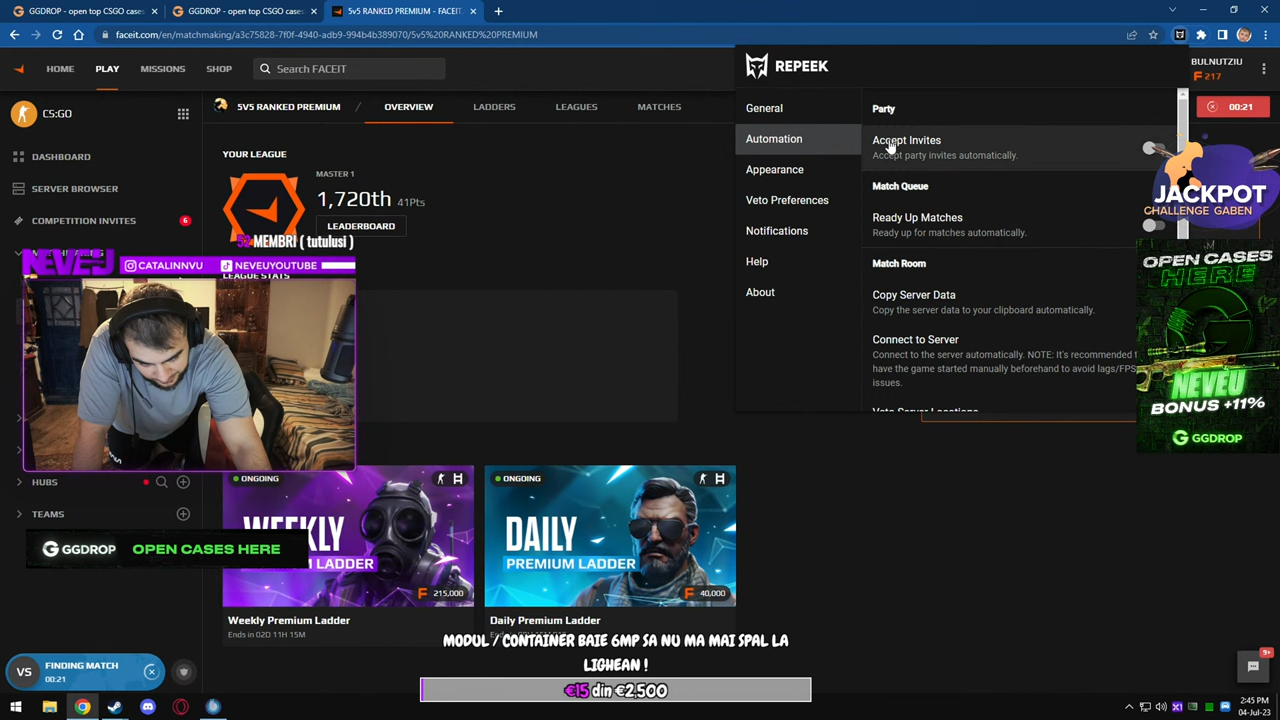 GGDROP - open top CSGO cases
GGDROP - open top CSGO cases
5v5 RANKED PREMIUM - FACEIT.
faceit.com/en/matchmaking/a3c75828-7f0f-4940-adb9-994b4b389070/5v5%20RANKED%20PREMIUM
HOME
PLAY
MISSIONS
SHOP
Search FACEIT
REPEEK
BULNUTZIU
217
CS:GO
5V5 RANKED PREMIUM
/
OVERVIEW
LADDERS
LEAGUES
MATCHES
General
Automation
Appearance
Veto Preferences
Notifications
Help
About
Party
Accept Invites
Accept party invites automatically.
Match Queue
Ready Up Matches
Ready up for matches automatically.
Match Room
Copy Server Data
Copy the server data to your clipboard automatically.
Connect to Server
Connect to the server automatically. NOTE: It's recommended t
have the game started manually beforehand to avoid lags/FPS
issues.
Veto Server Locations
00:21
JACKPOT
CHALLENGE GABEN
OPEN CASES
HERE
NEVEU
BONUS +11%
GGDROP
DASHBOARD
SERVER BROWSER
COMPETITION INVITES
6
YOUR LEAGUE
MASTER 1
1,720th 41Pts
LEADERBOARD
52 MEMBRI ( tutulusi )
LEAGUE STATS
NEVEU
CATALINNVU
NEVEUYOUTUBE
HUBS
TEAMS
GGDROP
OPEN CASES HERE
ONGOING
WEEKLY
PREMIUM LADDER
215,000
Weekly Premium Ladder
Ends in 02D 11H 15M
ONGOING
DAILY
PREMIUM LADDER
40,000
Daily Premium Ladder
MODUL / CONTAINER BAIE 6MP SA NU MA MAI SPAL LA
LIGHEAN !
€15 din €2,500
VS
FINDING MATCH
00:21
9+
2:45 PM
04-Jul-23